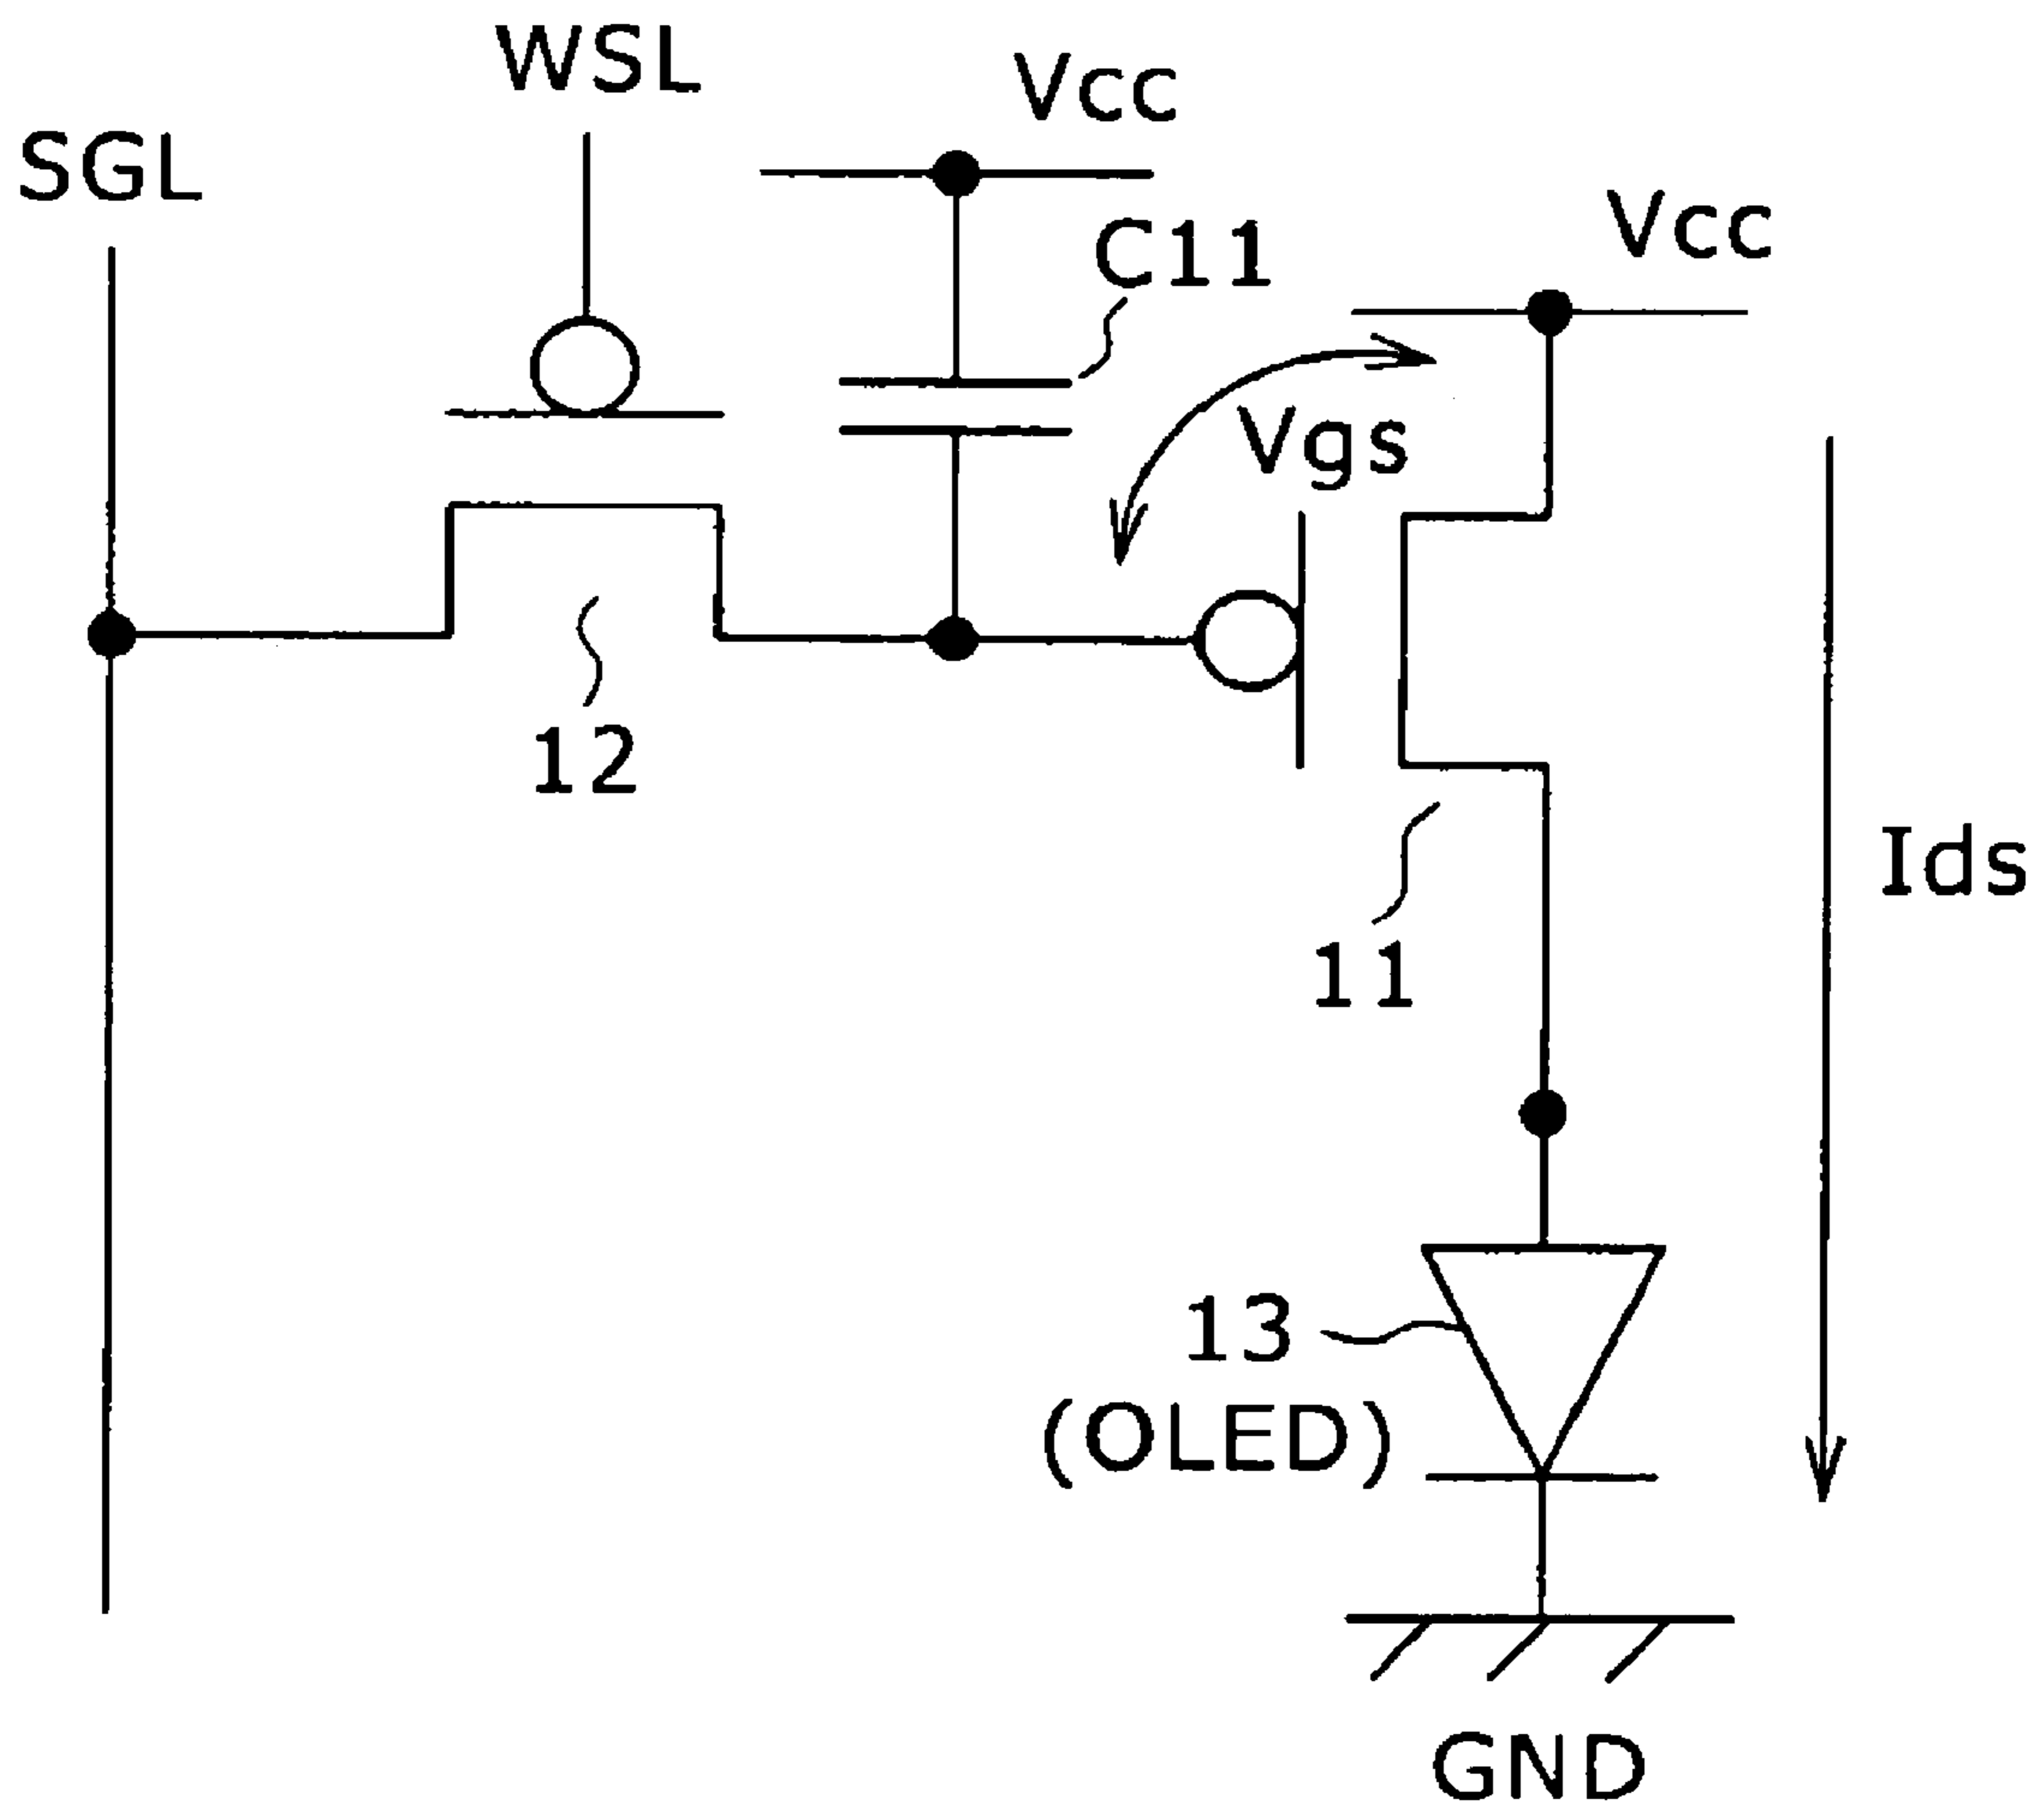 WSL
Vcc
SGL
Vcc
C11
Vgs
12
Ids
11
13
(OLED)
GND